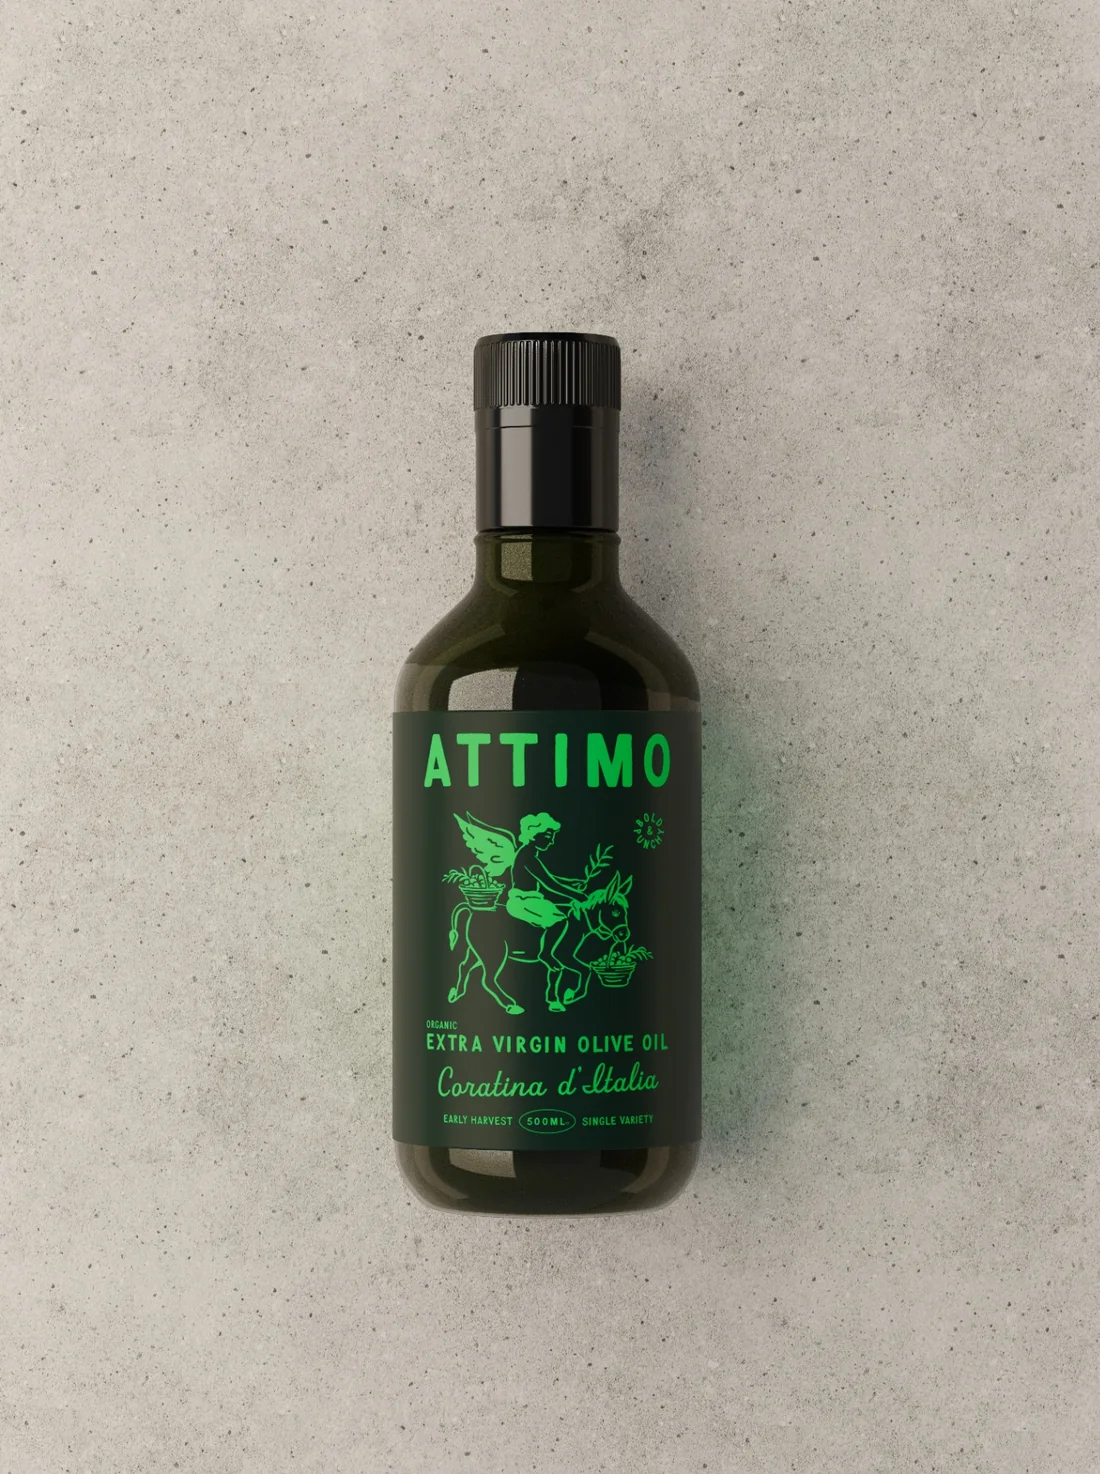 ATTIMO
BOLD
&
PUNCHY
ORGANIC
EXTRA VIRGIN OLIVE OIL
Coratina d'Italia
EARLY HARVEST 500ML SINGLE VARIETY